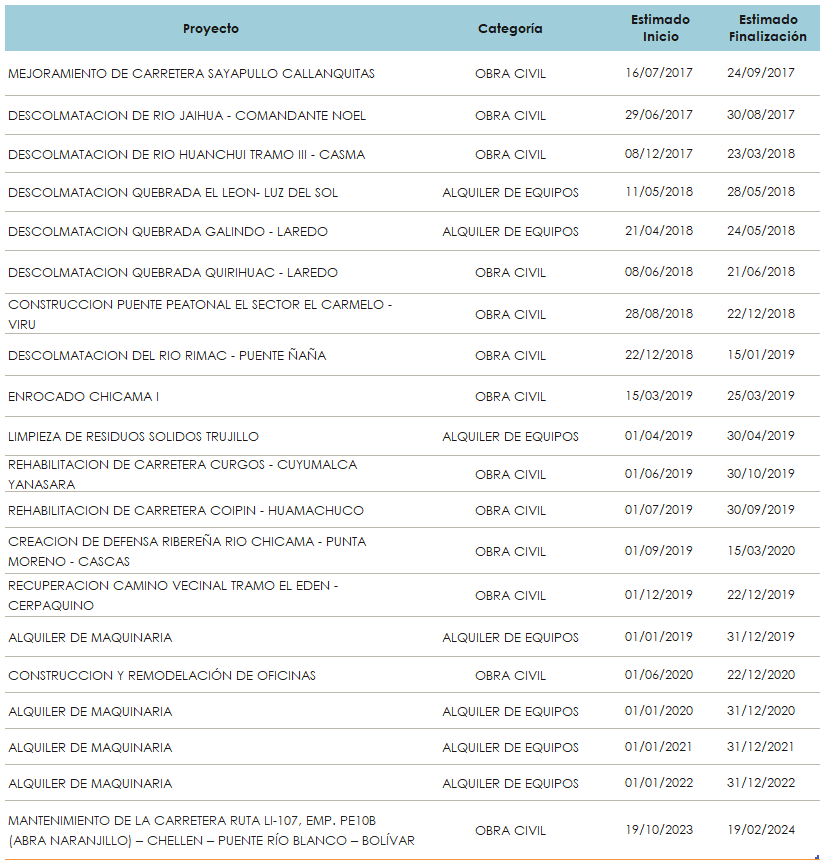 Proyecto Categoría Estimado Inicio Estimado Finalización
MEJORAMIENTO DE CARRETERA SAYAPULLO CALLANQUITAS OBRA CIVIL 16/07/2017 24/09/2017
DESCOLMATACION DE RIO JAIHUA - COMANDANTE NOEL OBRA CIVIL 29/06/2017 30/08/2017
DESCOLMATACION DE RIO HUANCHUI TRAMO III - CASMA OBRA CIVIL 08/12/2017 23/03/2018
DESCOLMATACION QUEBRADA EL LEON- LUZ DEL SOL ALQUILER DE EQUIPOS 11/05/2018 28/05/2018
DESCOLMATACION QUEBRADA GALINDO - LAREDO ALQUILER DE EQUIPOS 21/04/2018 24/05/2018
DESCOLMATACION QUEBRADA QUIRIHUAC - LAREDO OBRA CIVIL 08/06/2018 21/06/2018
CONSTRUCCION PUENTE PEATONAL EL SECTOR EL CARMELO -
VIRU OBRA CIVIL 28/08/2018 22/12/2018
DESCOLMATACION DEL RIO RIMAC - PUENTE ÑAÑA OBRA CIVIL 22/12/2018 15/01/2019
ENROCADO CHICAMA I OBRA CIVIL 15/03/2019 25/03/2019
LIMPIEZA DE RESIDUOS SOLIDOS TRUJILLO ALQUILER DE EQUIPOS 01/04/2019 30/04/2019
REHABILITACION DE CARRETERA CURGOS - CUYUMALCA
YANASARA OBRA CIVIL 01/06/2019 30/10/2019
REHABILITACION DE CARRETERA COIPIN - HUAMACHUCO OBRA CIVIL 01/07/2019 30/09/2019
CREACION DE DEFENSA RIBEREÑA RIO CHICAMA - PUNTA
MORENO - CASCAS OBRA CIVIL 01/09/2019 15/03/2020
RECUPERACION CAMINO VECINAL TRAMO EL EDEN -
CERPAQUINO OBRA CIVIL 01/12/2019 22/12/2019
ALQUILER DE MAQUINARIA ALQUILER DE EQUIPOS 01/01/2019 31/12/2019
CONSTRUCCION Y REMODELACIÓN DE OFICINAS OBRA CIVIL 01/06/2020 22/12/2020
ALQUILER DE MAQUINARIA ALQUILER DE EQUIPOS 01/01/2020 31/12/2020
ALQUILER DE MAQUINARIA ALQUILER DE EQUIPOS 01/01/2021 31/12/2021
ALQUILER DE MAQUINARIA ALQUILER DE EQUIPOS 01/01/2022 31/12/2022
MANTENIMIENTO DE LA CARRETERA RUTA LI-107, EMP. PE10B
(ABRA NARANJILLO) – CHELLEN – PUENTE RÍO BLANCO – BOLÍVAR OBRA CIVIL 19/10/2023 19/02/2024